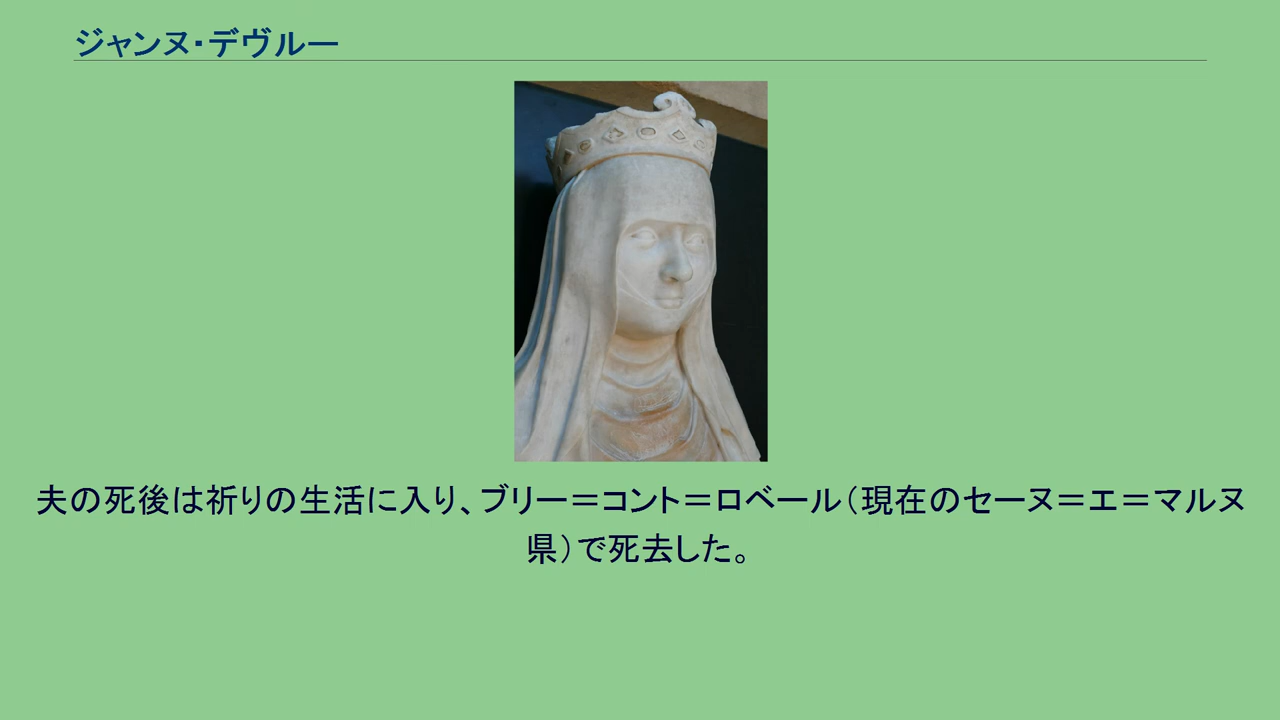 ジャンヌ・デヴルー
夫の死後は祈りの生活に入り、ブリー＝コント＝ロベール（現在のセーヌ＝エ＝マルヌ
県）で死去した。